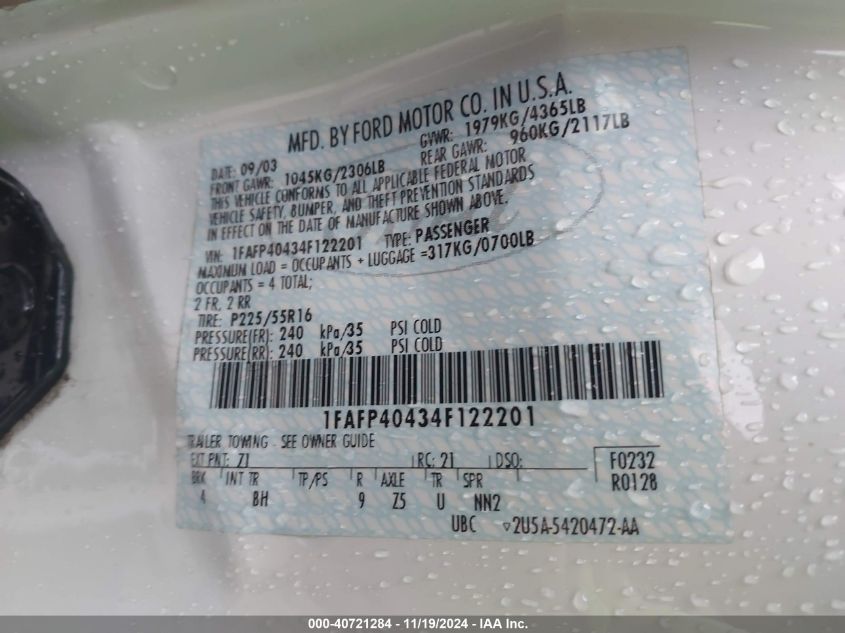 MFD. BY FORD MOTOR CO. IN U.S.A.
DATE: 09/03 GVWR: 1979KG/4365LB
FRONT GAWR: 1045KG/2306LB REAR GAWR: 960KG/2117LB
THIS VEHICLE CONFORMS TO ALL APPLICABLE FEDERAL MOTOR
VEHICLE SAFETY, BUMPER, AND THEFT PREVENTION STANDARDS
IN EFFECT ON THE DATE OF MANUFACTURE SHOWN ABOVE.
VIN: 1FAFP40434F122201 TYPE: PASSENGER
MAXIMUM LOAD = OCCUPANTS + LUGGAGE =317KG/0700LB
OCCUPANTS = 4 TOTAL;
2 FR, 2 RR
TIRE: P225/55R16
PRESSURE(FR): 240 kPa/35 PSI COLD
PRESSURE(RR): 240 kPa/35 PSI COLD
1FAFP40434F122201
TRAILER TOWING - SEE OWNER GUIDE
EXT PNT: Z1 RC: 21 DSO: F0232
BRK INT TR TP/PS R AXLE TR SPR R0128
4 BH 9 Z5 U NN2
UBC ▿2U5A-5420472-AA
000-40721284 - 11/19/2024 - IAA Inc.